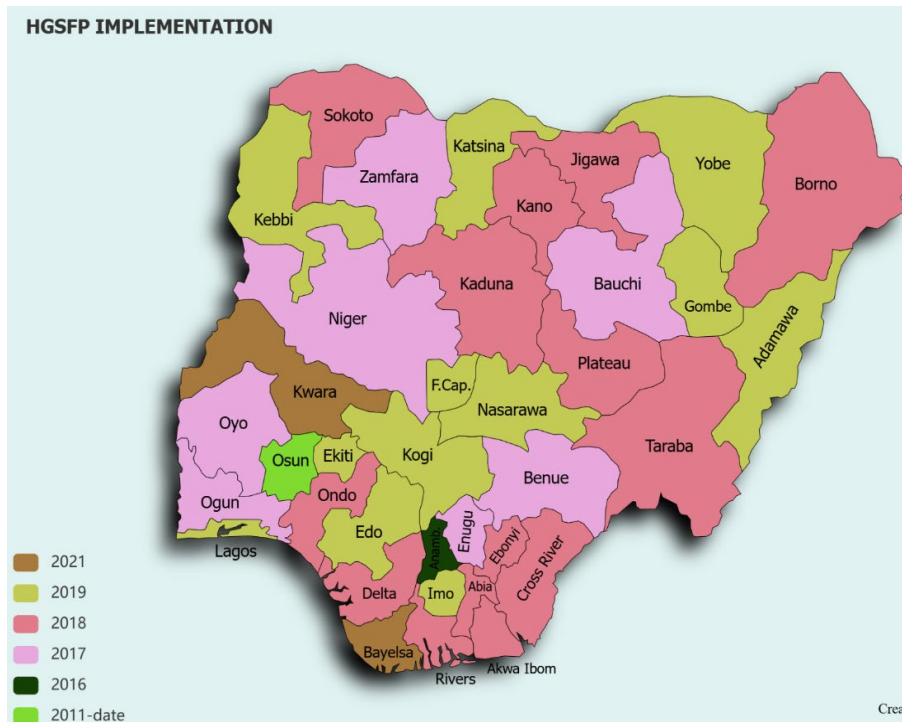 HGSFP IMPLEMENTATION
Sokoto
Katsina
Jigawa
Yobe
Borno
Zamfara
Kano
Kebbi
Kaduna
Bauchi
Gombe
Niger
Adamawa
Plateau
F.Cap.
Kwara
Nasarawa
Oyo
Taraba
Osun
Ekiti
Kogi
Benue
Ogun
Ondo
Edo
Enugu
Anamb.
Ebonyi
Cross River
Lagos
Delta
Imo
Abia
Bayelsa
Akwa Ibom
Rivers
2021
2019
2018
2017
2016
2011-date
Crea